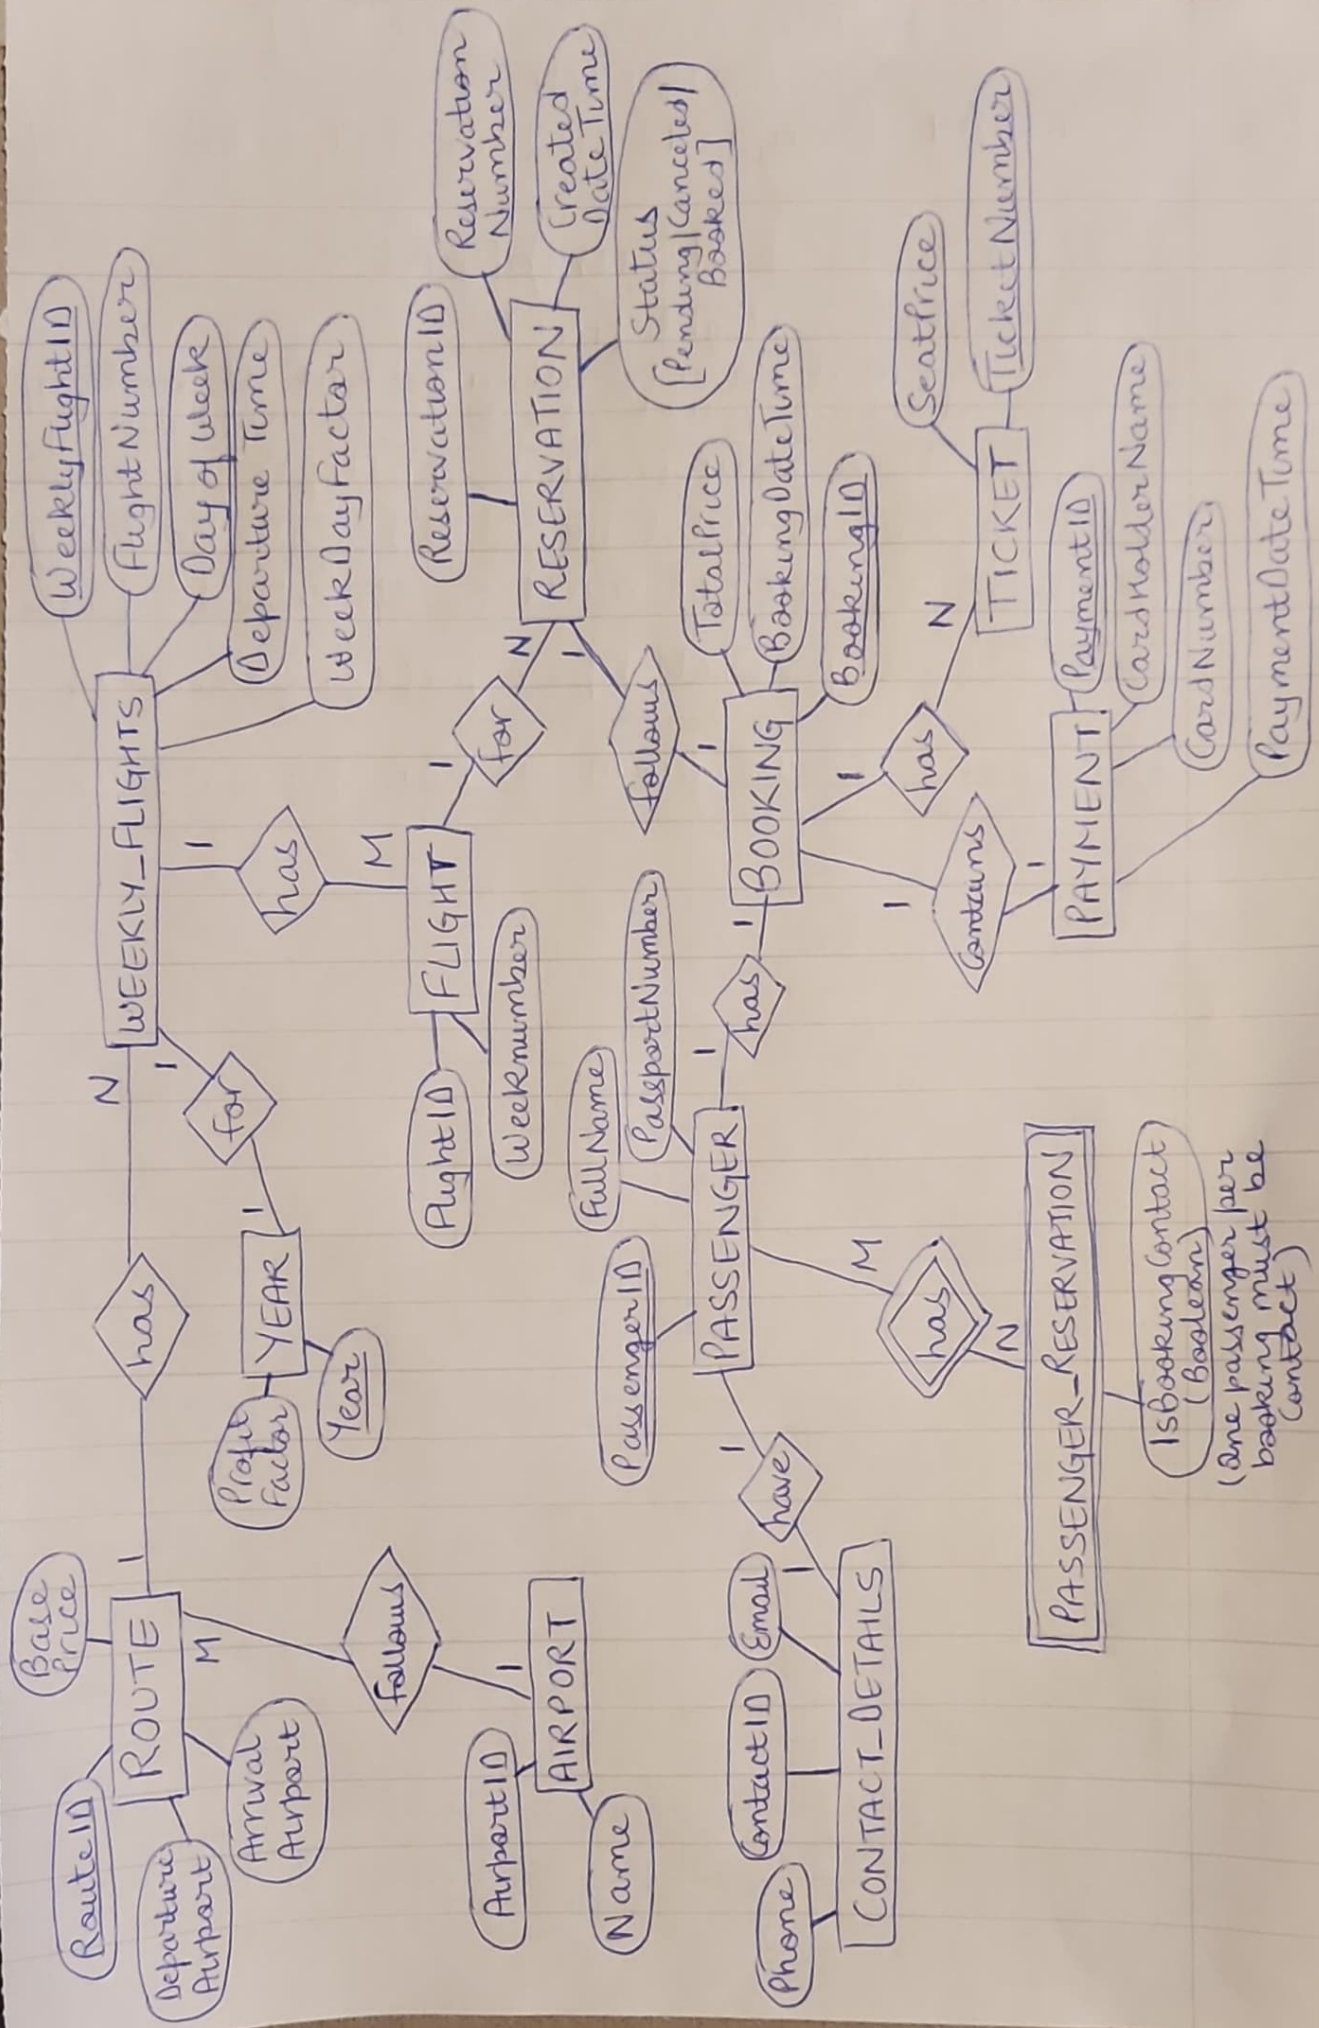 Base
Price
RouteID
ROUTE
Departure
Airport
Arrival
Airport
M
1
has
N
WEEKLY_FLIGHTS
WeeklyFlightID
FlightNumber
Day of Week
Departure Time
WeekDayFactor
1
for
1
YEAR
Profit
Factor
Year
1
has
M
FLIGHT
FlightID
Weeknumber
1
for
N
RESERVATION
ReservationID
Reservation
Number
Created
DateTime
Status
[Pending/Canceled/
Booked]
follows
1
AIRPORT
AirportID
Name
1
follows
1
BOOKING
TotalPrice
BookingDateTime
BookingID
1
has
N
TICKET
SeatPrice
TicketNumber
1
Contains
1
PAYMENT
PaymentID
CardHolderName
CardNumber
PaymentDateTime
1
has
1
PASSENGER
PassengerID
FullName
PassportNumber
1
have
1
CONTACT_DETAILS
Email
ContactID
Phone
M
has
N
PASSENGER_RESERVATION
IsBookingContact
(Boolean)
(One passenger per
booking must be
contact)